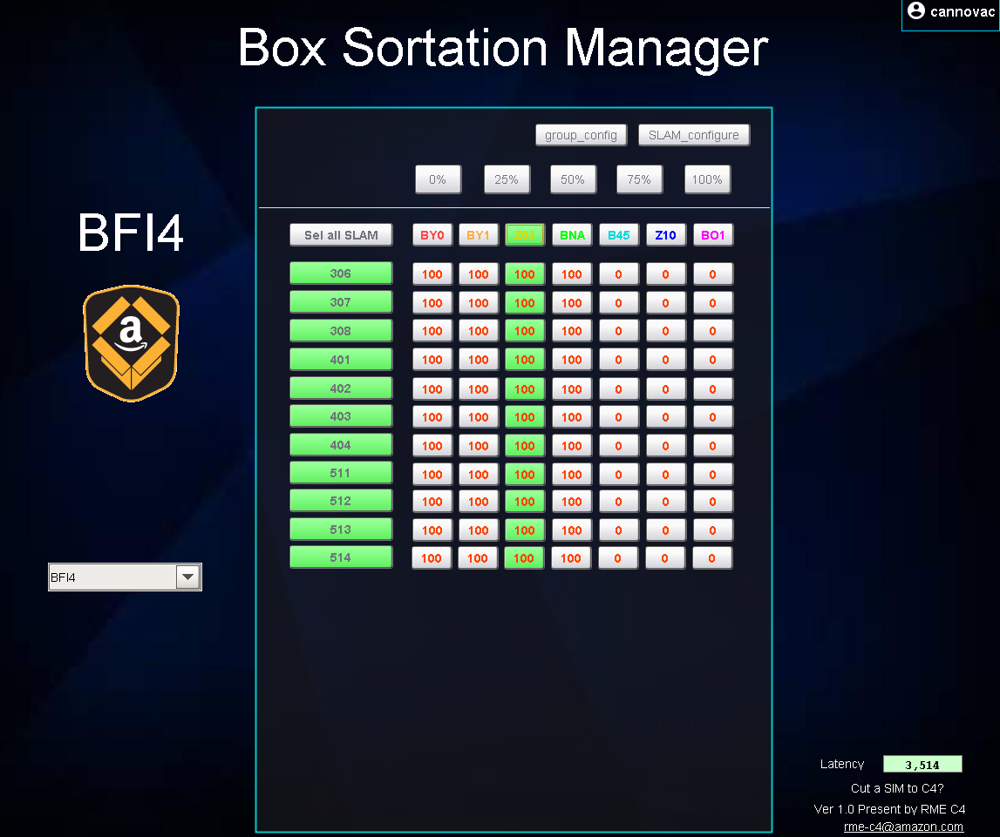 cannovac
Box Sortation Manager
group_config SLAM_configure
0% 25% 50% 75% 100%
BFI4
Sel all SLAM BY0 BY1 BNA B45 Z10 BO1
306 100 100 100 100 0 0 0
307 100 100 100 100 0 0 0
308 100 100 100 100 0 0 0
a
401 100 100 100 100 0 0 0
402 100 100 100 100 0 0 0
403 100 100 100 100 0 0 0
404 100 100 100 100 0 0 0
511 100 100 100 100 0 0 0
512 100 100 100 100 0 0 0
513 100 100 100 100 0 0 0
514 100 100 100 100 0 0 0
BFI4
Latency 3,514
Cut a SIM to C4?
Ver 1.0 Present by RME C4
rme-c4@amazon.com